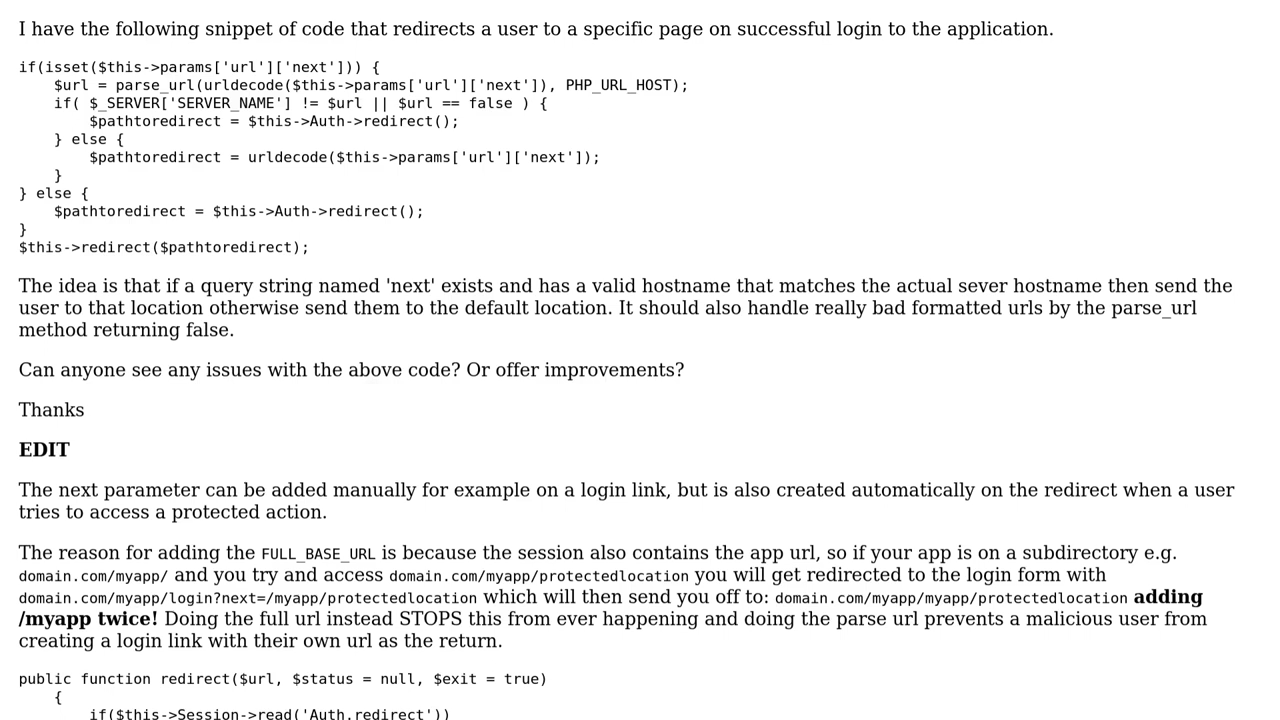 I have the following snippet of code that redirects a user to a specific page on successful login to the application.
if(isset($this->params['url']['next'])) {
    $url = parse_url(urldecode($this->params['url']['next']), PHP_URL_HOST);
    if( $_SERVER['SERVER_NAME'] != $url || $url == false ) {
        $pathtoredirect = $this->Auth->redirect();
    } else {
        $pathtoredirect = urldecode($this->params['url']['next']);
    }
} else {
    $pathtoredirect = $this->Auth->redirect();
}
$this->redirect($pathtoredirect);
The idea is that if a query string named 'next' exists and has a valid hostname that matches the actual sever hostname then send the
user to that location otherwise send them to the default location. It should also handle really bad formatted urls by the parse_url
method returning false.
Can anyone see any issues with the above code? Or offer improvements?
Thanks
EDIT
The next parameter can be added manually for example on a login link, but is also created automatically on the redirect when a user
tries to access a protected action.
The reason for adding the FULL_BASE_URL is because the session also contains the app url, so if your app is on a subdirectory e.g.
domain.com/myapp/ and you try and access domain.com/myapp/protectedlocation you will get redirected to the login form with
domain.com/myapp/login?next=/myapp/protectedlocation which will then send you off to: domain.com/myapp/myapp/protectedlocation adding
/myapp twice! Doing the full url instead STOPS this from ever happening and doing the parse url prevents a malicious user from
creating a login link with their own url as the return.
public function redirect($url, $status = null, $exit = true)
    {
        if($this->Session->read('Auth.redirect'))